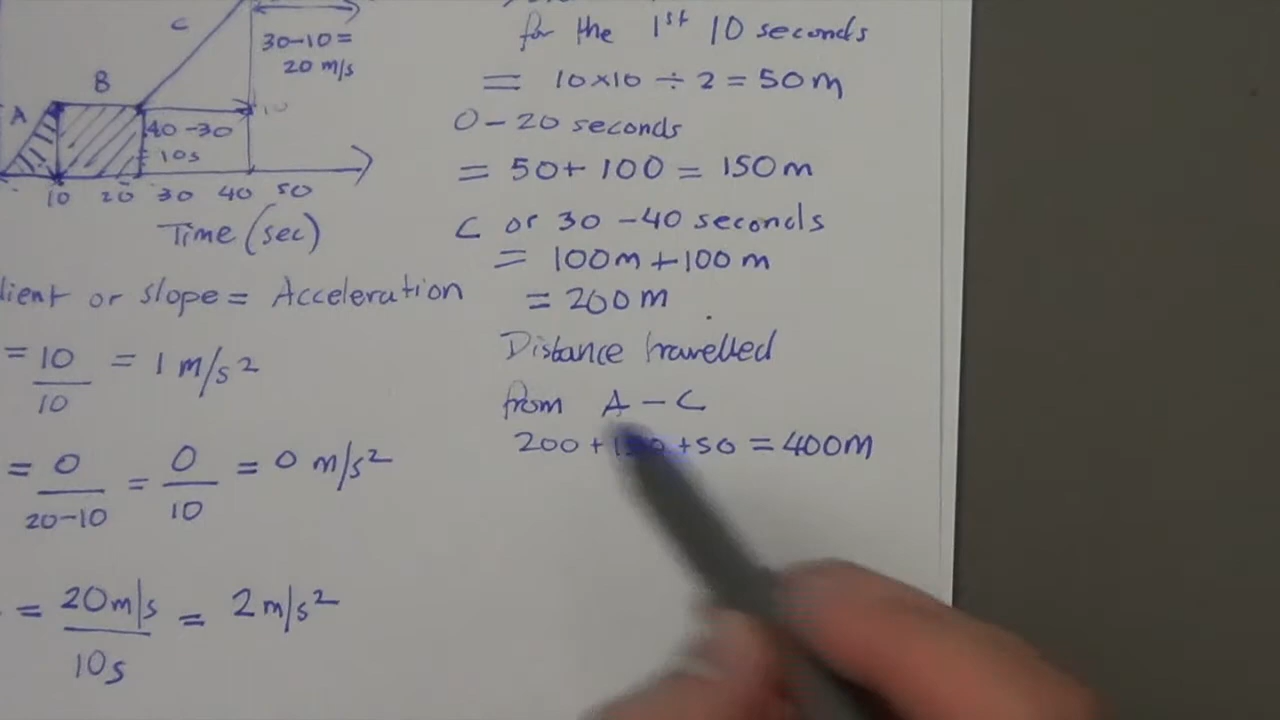 C
30-10=
20 m/s
B
A
10
40-30
= 10s
10 20 30 40 50
Time (sec)
or slope = Acceleration
= 10/10 = 1 m/s²
= 0/20-10 = 0/10 = 0 m/s²
= 20m/s/10s = 2 m/s²
for the 1st 10 seconds
= 10×10 ÷ 2 = 50m
0-20 seconds
= 50+ 100 = 150m
C or 30-40 seconds
= 100m+100m
= 200m
Distance travelled
from A-C
200+ +50 = 400m